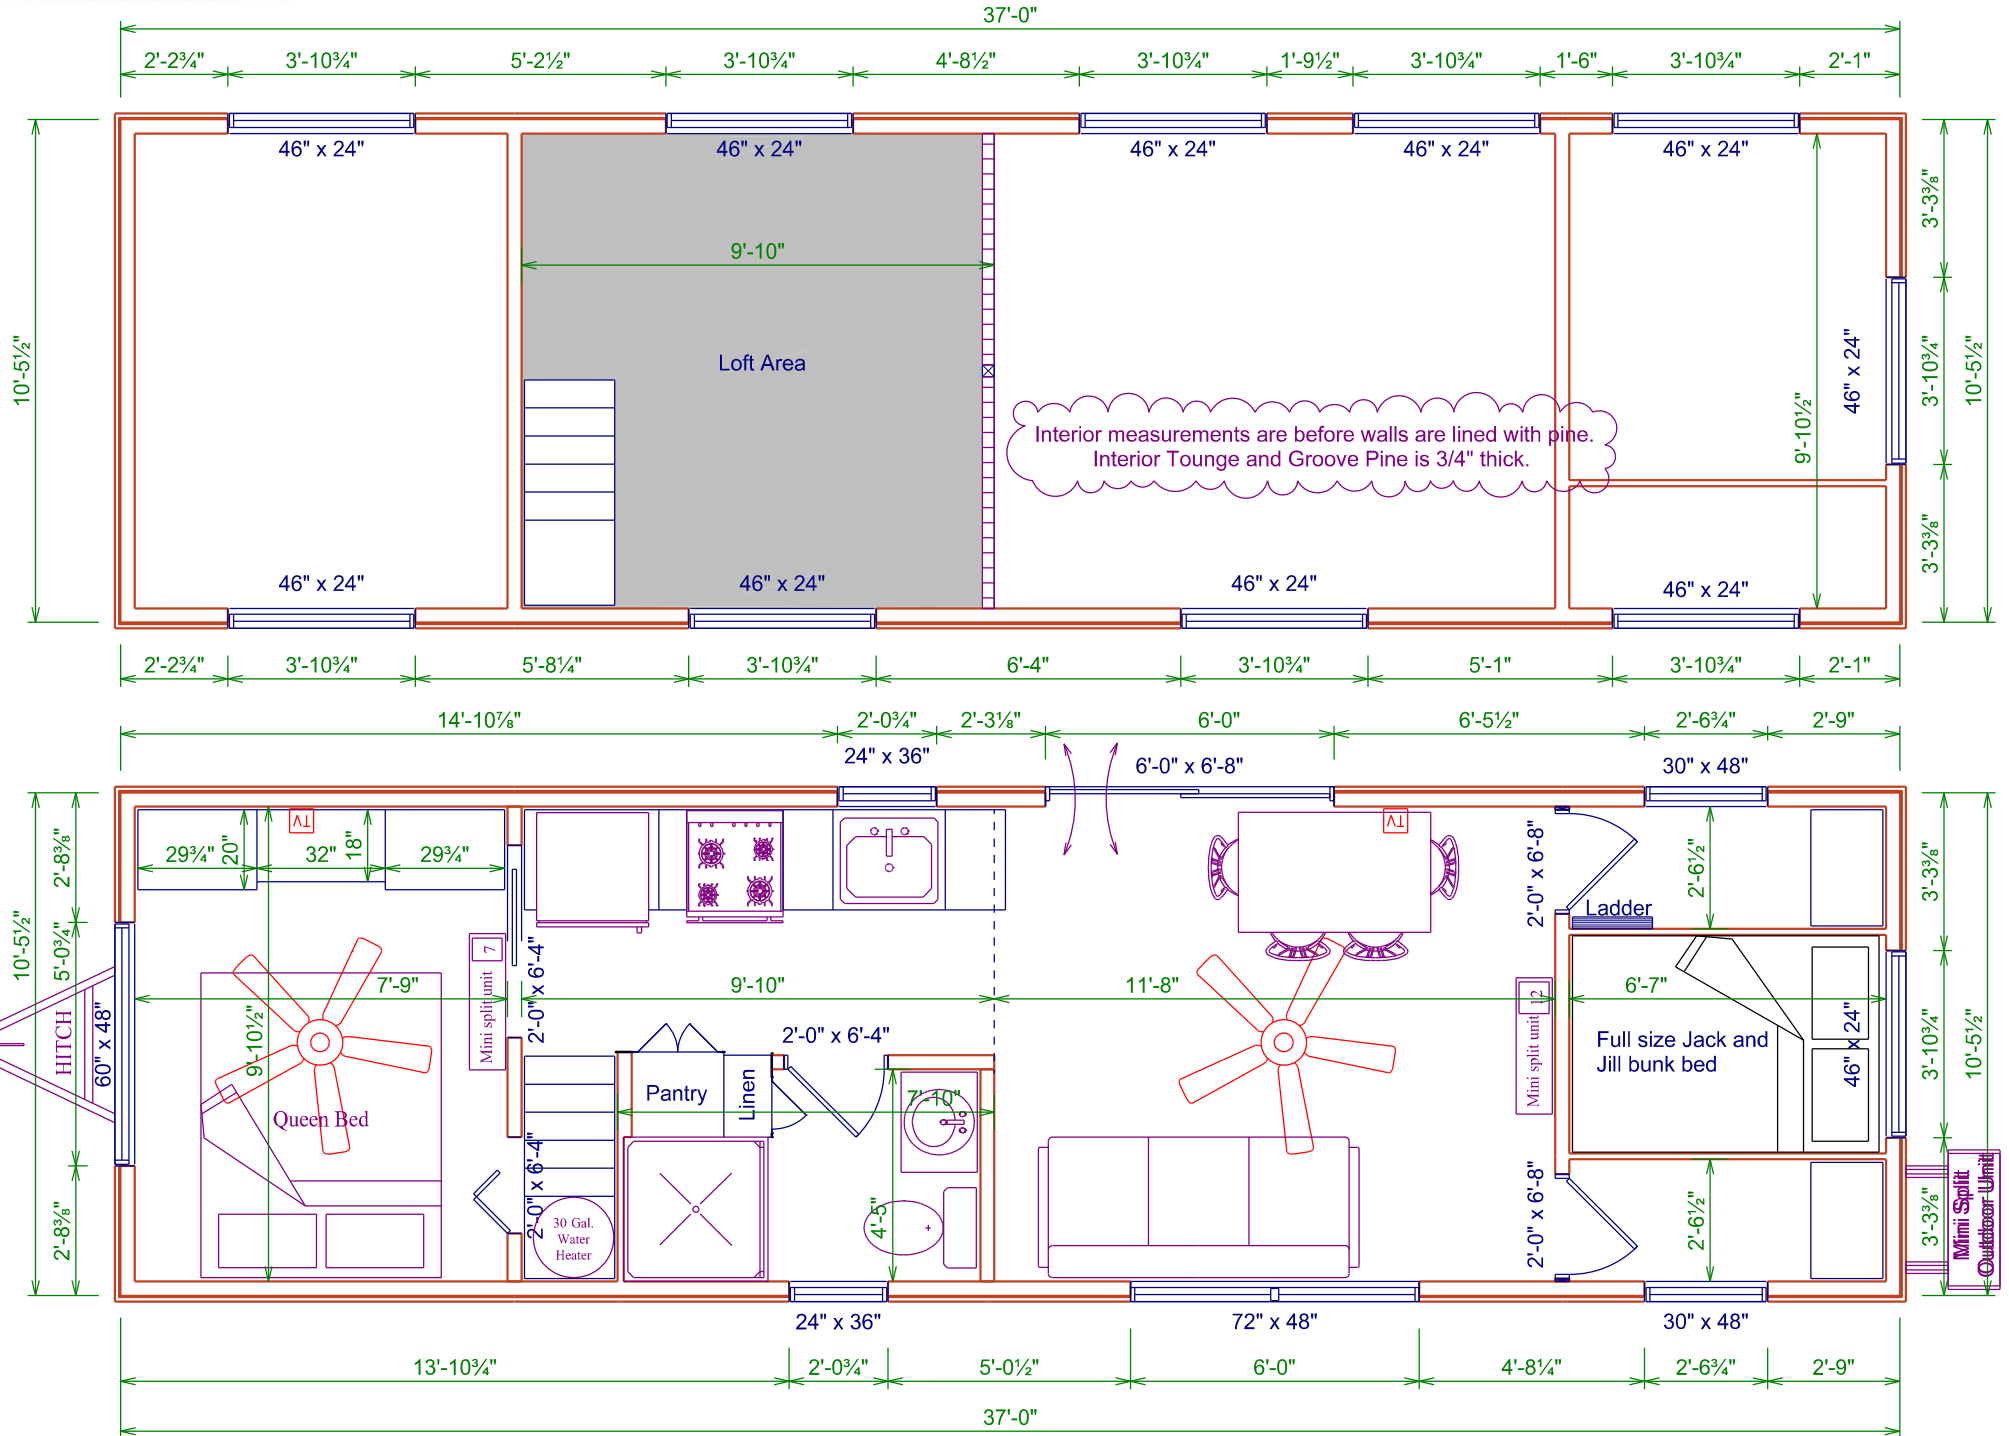 37'-0"
2'-2¾" 3'-10¾" 5'-2½" 3'-10¾" 4'-8½" 3'-10¾" 1'-9½" 3'-10¾" 1'-6" 3'-10¾" 2'-1"
46" x 24" 46" x 24" 46" x 24" 46" x 24" 46" x 24"
3'-3⅜"
9'-10"
10'-5½"
Loft Area
46" x 24"
3'-10¾"
10'-5½"
9'-10½"
Interior measurements are before walls are lined with pine.
Interior Tounge and Groove Pine is 3/4" thick.
3'-3⅜"
46" x 24" 46" x 24" 46" x 24" 46" x 24"
2'-2¾" 3'-10¾" 5'-8¼" 3'-10¾" 6'-4" 3'-10¾" 5'-1" 3'-10¾" 2'-1"
14'-10⅞" 2'-0¾" 2'-3⅛" 6'-0" 6'-5½" 2'-6¾" 2'-9"
24" x 36" 6'-0" x 6'-8" 30" x 48"
TV
TV
29¾" 20" 32" 18" 29¾"
2'-8⅜"
2'-0" x 6'-8"
2'-6½"
3'-3⅜"
Ladder
10'-5½"
5'-0¾"
7
Mini split unit
2'-0" x 6'-4"
7'-9" 9'-10" 11'-8" 6'-7"
HITCH
60" x 48"
9'-10½"
2'-0" x 6'-4"
Mini split unit 12
Full size Jack and
Jill bunk bed
46" x 24"
3'-10¾"
10'-5½"
Pantry
Linen
7'-10"
Queen Bed
2'-0" x 6'-4"
2'-8⅜"
30 Gal.
Water
Heater
4'-5"
2'-0" x 6'-8"
2'-6½"
3'-3⅜"
Mini Split
Outdoor Unit
24" x 36" 72" x 48" 30" x 48"
13'-10¾" 2'-0¾" 5'-0½" 6'-0" 4'-8¼" 2'-6¾" 2'-9"
37'-0"